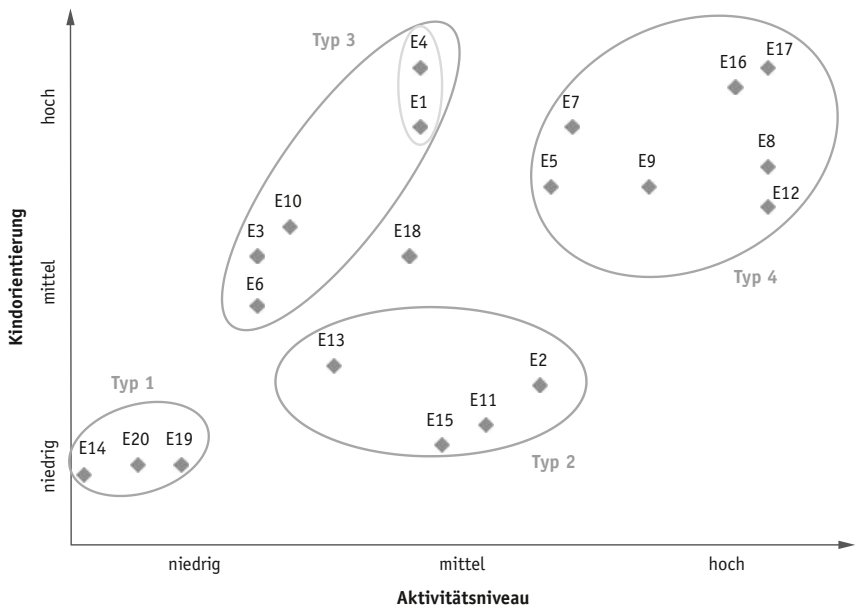 Typ 3
E4
E17
E16
E1
E7
E8
E5
E9
E12
E10
E3
E18
E6
Typ 4
E13
E2
Typ 1
E11
E15
E14
E20
E19
Typ 2
hoch
mittel
niedrig
Kindorientierung
niedrig
mittel
hoch
Aktivitätsniveau